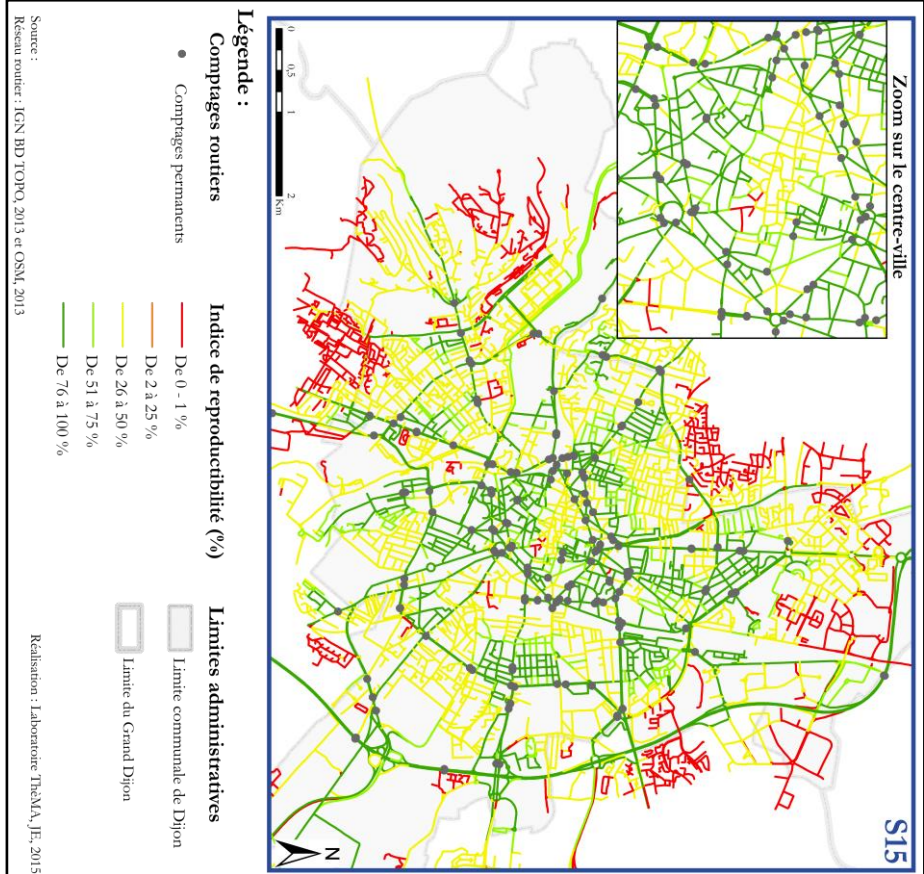 S15
Zoom sur le centre-ville
0 0,5 1 2
Km
N
Légende :
Comptages routiers
Comptages permanents
Indice de reproductibilité (%)
De 0 - 1 %
De 2 à 25 %
De 26 à 50 %
De 51 à 75 %
De 76 à 100 %
Limites administratives
Limite communale de Dijon
Limite du Grand Dijon
Source :
Réseau routier : IGN BD TOPO, 2013 et OSM, 2013
Réalisation : Laboratoire ThéMA, JE, 2015